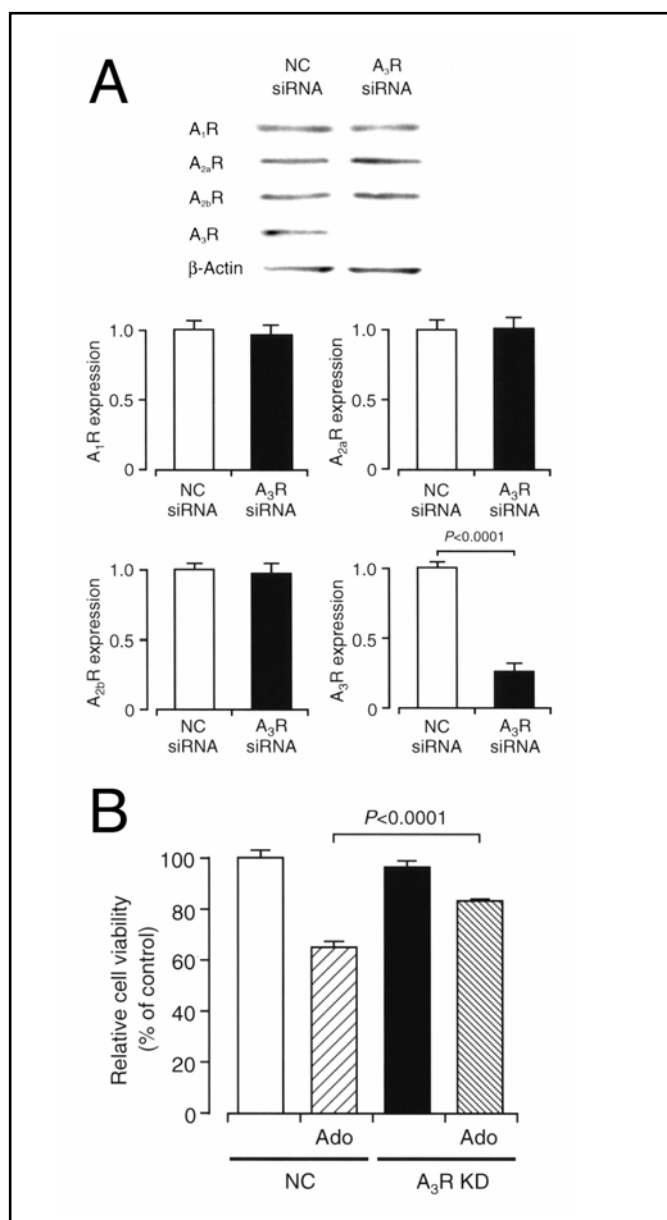 A
NC siRNA
A₃R siRNA
A₁R
A₂ₐR
A₂bR
A₃R
β-Actin
A₁R expression
1.0
0.5
0
NC siRNA
A₃R siRNA
A₂ₐR expression
1.0
0.5
0
NC siRNA
A₃R siRNA
A₂bR expression
1.0
0.5
0
NC siRNA
A₃R siRNA
P<0.0001
A₃R expression
1.0
0.5
0
NC siRNA
A₃R siRNA
B
P<0.0001
Relative cell viability
(% of control)
100
80
60
40
20
0
Ado
Ado
NC
A₃R KD